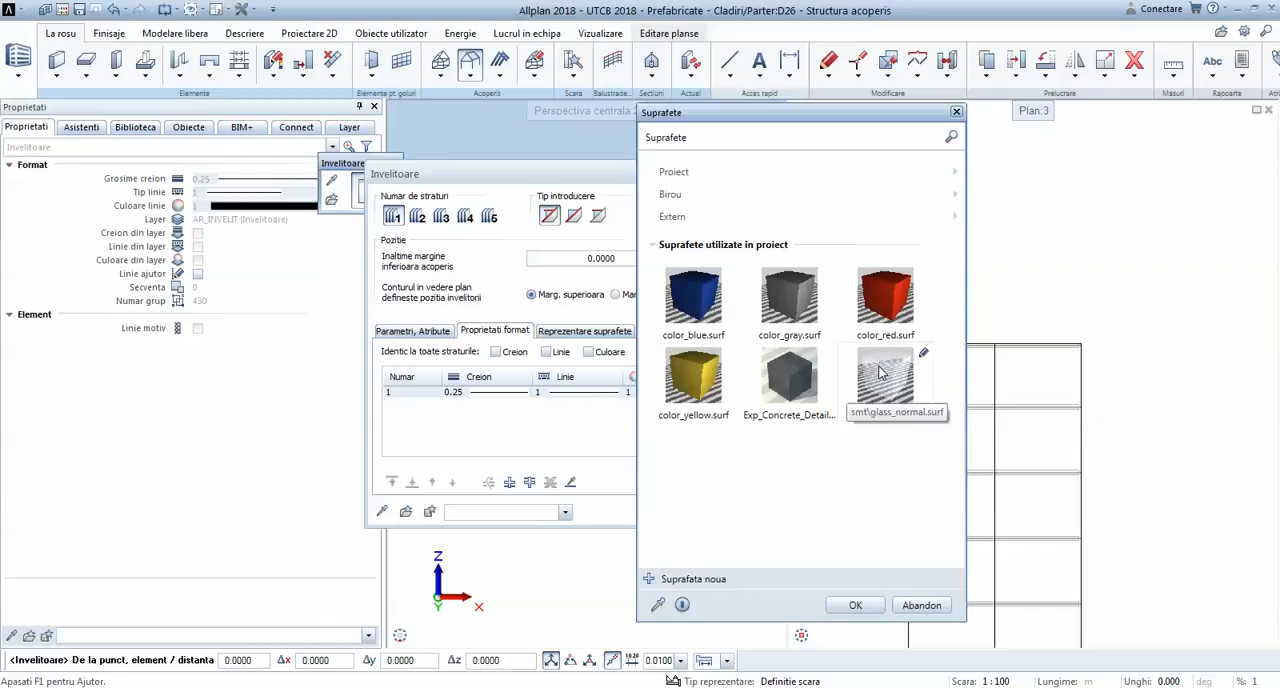 Allplan 2018 - UTCB 2018 - Prefabricate - Cladiri/Parter:D26 - Structura acoperis
Conectare
La rosu Finisaje Modelare libera Descriere Proiectare 2D Obiecte utilizator Energie Lucrul in echipa Vizualizare Editare planse
Elemente Elemente pt. goluri Acoperis Scara Balustrade... Sectiuni Actual Acces rapid Modificare Prelucrare Masuri Rapoarte
Proprietati
Proprietati Asistenti Biblioteca Obiecte BIM+ Connect Layer
Invelitoare
Format
Grosime creion 0.25
Tip linie 1
Culoare linie 1
Layer AR_INVELIT (Invelitoare)
Creion din layer
Linie din layer
Culoare din layer
Linie ajutor
Secventa 0
Numar grup 430
Element
Linie motiv
Perspectiva centrala
Plan:3
Invelitoare
Invelitoare
Numar de straturi Tip introducere
1 2 3 4 5
Pozitie
Inaltime margine
inferioara acoperis
0.0000
Conturul in vedere plan
defineste pozitia invelitorii
Marg. superioara
Parametri, Atribute Proprietati format Reprezentare suprafete
Identic la toate straturile: Creion Linie Culoare
Numar Creion Linie
1 0.25 1 1
Suprafete
Suprafete
Proiect
Birou
Extern
Suprafete utilizate in proiect
color_blue.surf color_gray.surf color_red.surf
color_yellow.surf Exp_Concrete_Detail... smt\glass_normal.surf
Suprafata noua
OK Abandon
Z
X
Y
<Invelitoare> De la punct, element / distanta 0.0000 Δx 0.0000 Δy 0.0000 Δz 0.0000 0.0100
Apasati F1 pentru Ajutor. Tip reprezentare: Definitie scara Scara: 1 : 100 Lungime: m Unghi: 0.000 deg %: 1